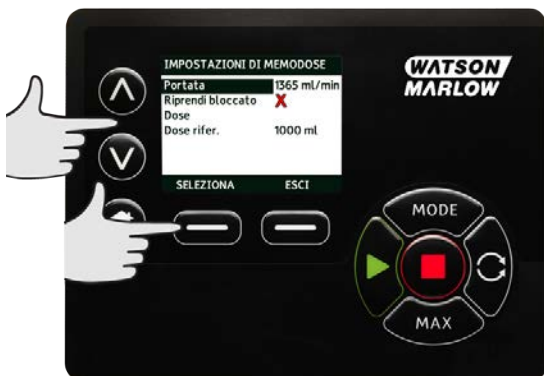 IMPOSTAZIONI DI MEMODOSE
Portata 1365 ml/min
Riprendi bloccato X
Dose
Dose rifer. 1000 ml
SELEZIONA ESCI
WATSON
MARLOW
MODE
MAX